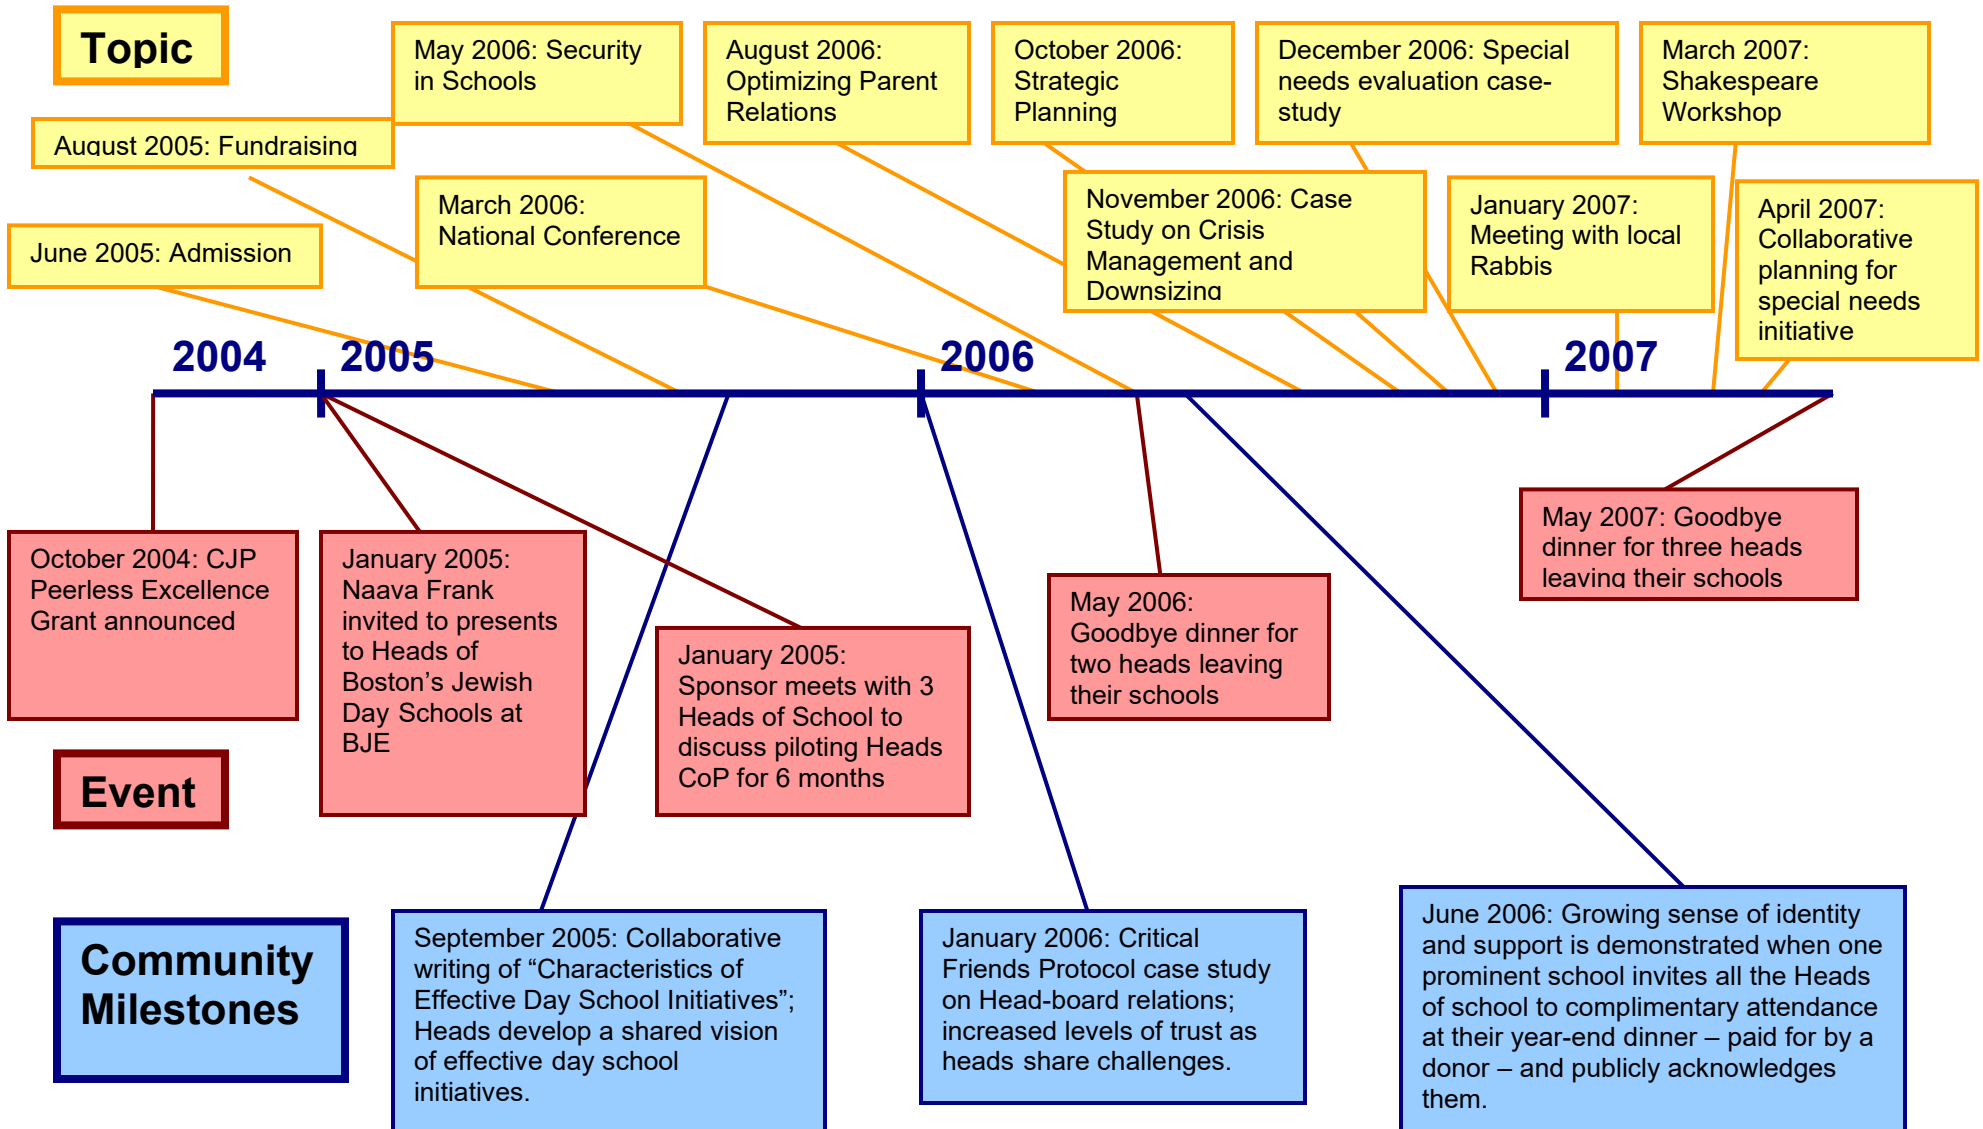 Topic
May 2006: Security
in Schools
August 2006:
Optimizing Parent
Relations
October 2006:
Strategic
Planning
December 2006: Special
needs evaluation case-
study
March 2007:
Shakespeare
Workshop
August 2005: Fundraising
March 2006:
National Conference
November 2006: Case
Study on Crisis
Management and
Downsizing
January 2007:
Meeting with local
Rabbis
April 2007:
Collaborative
planning for
special needs
initiative
June 2005: Admission
2004
2005
2006
2007
October 2004: CJP
Peerless Excellence
Grant announced
January 2005:
Naava Frank
invited to presents
to Heads of
Boston’s Jewish
Day Schools at
BJE
January 2005:
Sponsor meets with 3
Heads of School to
discuss piloting Heads
CoP for 6 months
May 2006:
Goodbye dinner for
two heads leaving
their schools
May 2007: Goodbye
dinner for three heads
leaving their schools
Event
Community
Milestones
September 2005: Collaborative
writing of “Characteristics of
Effective Day School Initiatives”;
Heads develop a shared vision
of effective day school
initiatives.
January 2006: Critical
Friends Protocol case study
on Head-board relations;
increased levels of trust as
heads share challenges.
June 2006: Growing sense of identity
and support is demonstrated when one
prominent school invites all the Heads
of school to complimentary attendance
at their year-end dinner – paid for by a
donor – and publicly acknowledges
them.